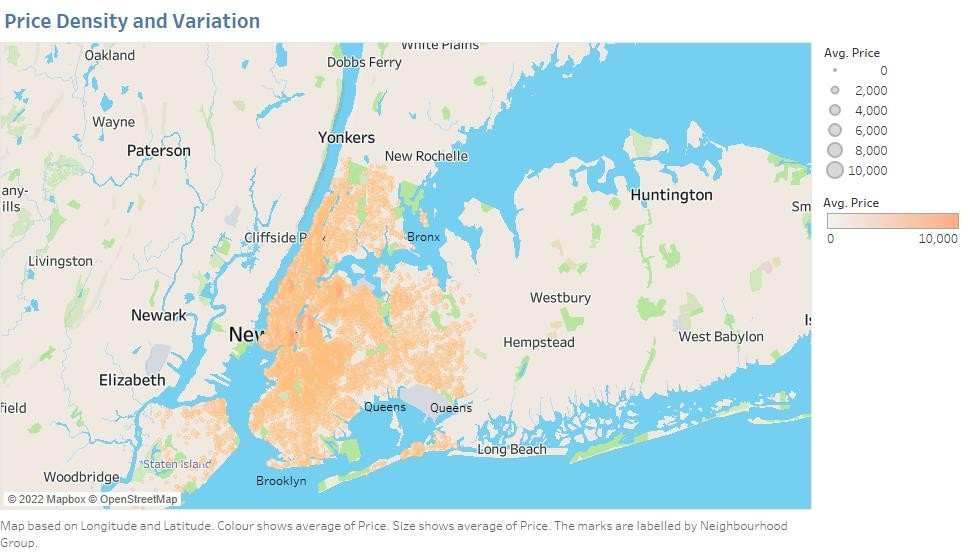 Price Density and Variation
White Plains
Oakland
Dobbs Ferry
Wayne
Yonkers
Paterson
New Rochelle
any-
ills
Huntington
Sm
Cliffside P
Bronx
Livingston
Westbury
Newark
New
West Babylon
Hempstead
Elizabeth
field
Queens
Queens
Long Beach
Staten Island
Woodbridge
Brooklyn
© 2022 Mapbox © OpenStreetMap
Avg. Price
0
2,000
4,000
6,000
8,000
10,000
Avg. Price
0 10,000
Map based on Longitude and Latitude. Colour shows average of Price. Size shows average of Price. The marks are labelled by Neighbourhood
Group.